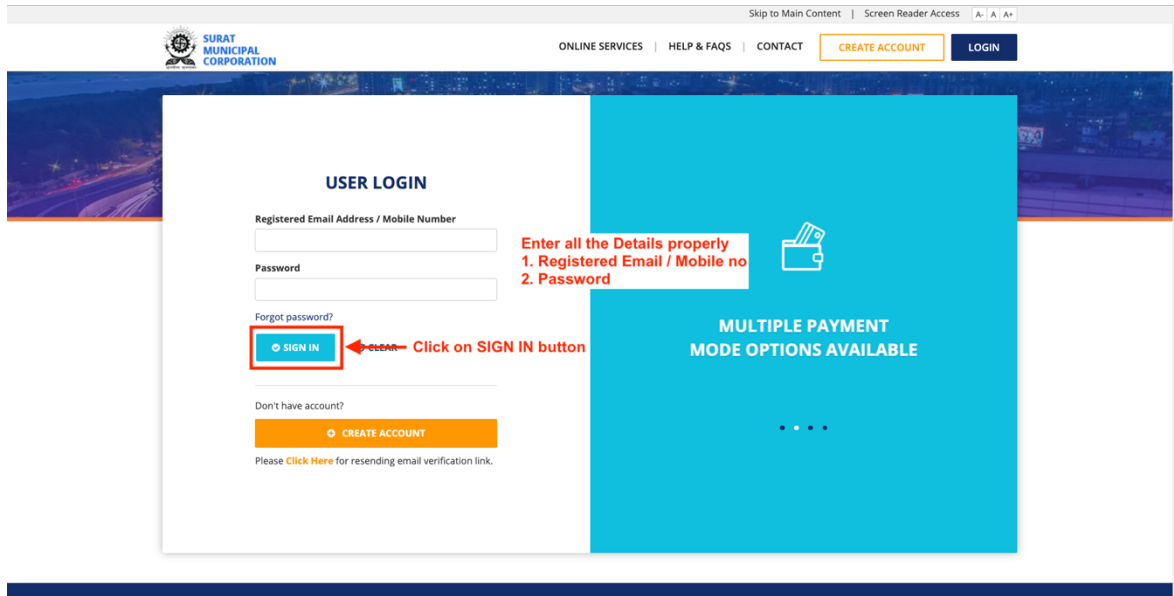 Skip to Main Content | Screen Reader Access A- A A+
SURAT
MUNICIPAL
CORPORATION
ONLINE SERVICES | HELP & FAQS | CONTACT CREATE ACCOUNT LOGIN
USER LOGIN
Registered Email Address / Mobile Number
Password
Forgot password?
SIGN IN
CLEAR
Click on SIGN IN button
Enter all the Details properly
1. Registered Email / Mobile no
2. Password
Don't have account?
CREATE ACCOUNT
Please Click Here for resending email verification link.
MULTIPLE PAYMENT
MODE OPTIONS AVAILABLE